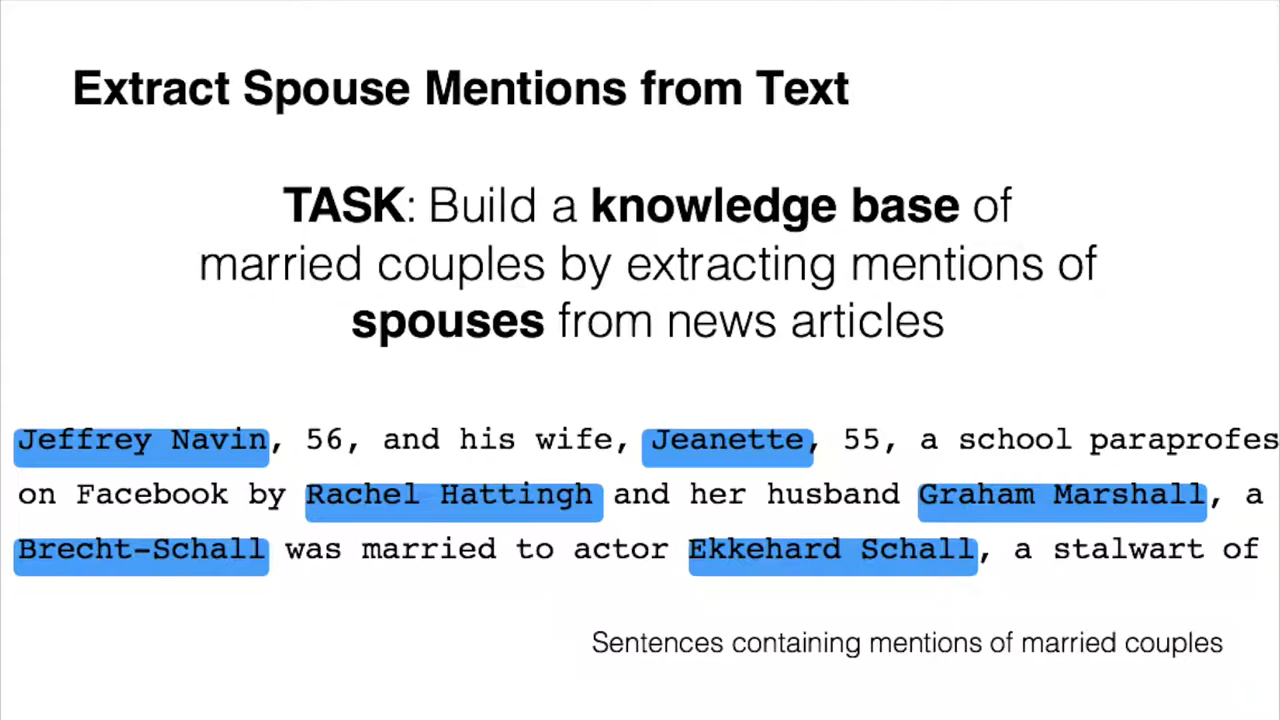 Extract Spouse Mentions from Text
TASK: Build a knowledge base of
married couples by extracting mentions of
spouses from news articles
Jeffrey Navin, 56, and his wife, Jeanette, 55, a school paraprofes
on Facebook by Rachel Hattingh and her husband Graham Marshall, a
Brecht-Schall was married to actor Ekkehard Schall, a stalwart of
Sentences containing mentions of married couples